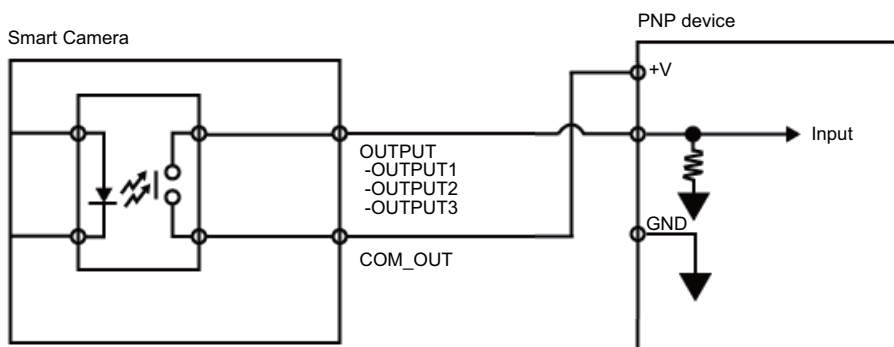 PNP device
Smart Camera
+V
Input
OUTPUT
-OUTPUT1
-OUTPUT2
-OUTPUT3
GND
COM_OUT